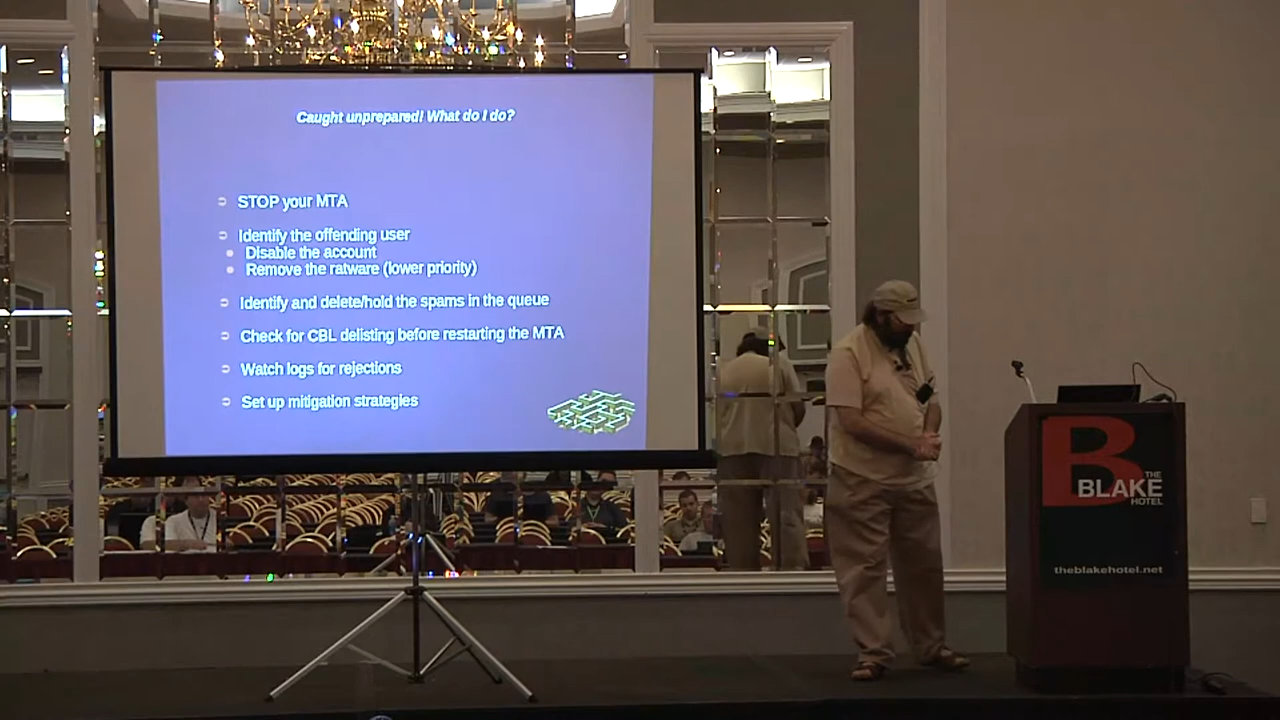 Caught unprepared! What do I do?
STOP your MTA
Identify the offending user
Disable the account
Remove the ratware (lower priority)
Identify and delete/hold the spams in the queue
Check for CBL delisting before restarting the MTA
Watch logs for rejections
Set up mitigation strategies
B
THE
BLAKE
HOTEL
theblakehotel.net